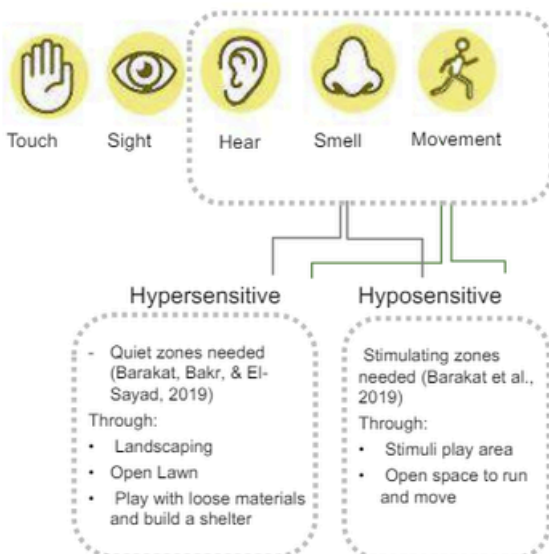 Touch
Sight
Hear
Smell
Movement
Hypersensitive
- Quiet zones needed
(Barakat, Bakr, & El-
Sayad, 2019)
Through:
• Landscaping
• Open Lawn
• Play with loose materials
and build a shelter
Hyposensitive
Stimulating zones
needed (Barakat et al.,
2019)
Through:
• Stimuli play area
• Open space to run
and move